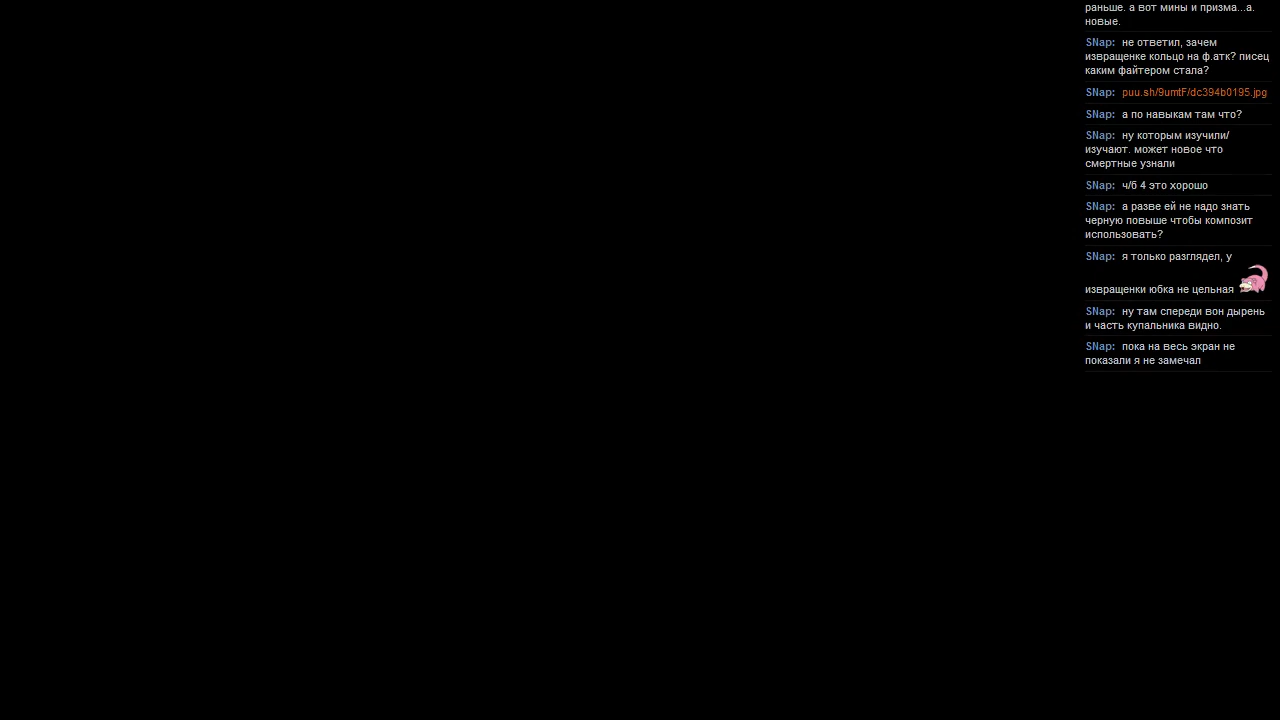 раньше. а вот мины и призма...а.
новые.
SNap: не ответил, зачем
извращенке кольцо на ф.атк? писец
каким файтером стала?
SNap: puu.sh/9umtF/dc394b0195.jpg
SNap: а по навыкам там что?
SNap: ну которым изучили/
изучают. может новое что
смертные узнали
SNap: ч/б 4 это хорошо
SNap: а разве ей не надо знать
черную повыше чтобы композит
использовать?
SNap: я только разглядел, у
извращенки юбка не цельная
SNap: ну там спереди вон дырень
и часть купальника видно.
SNap: пока на весь экран не
показали я не замечал